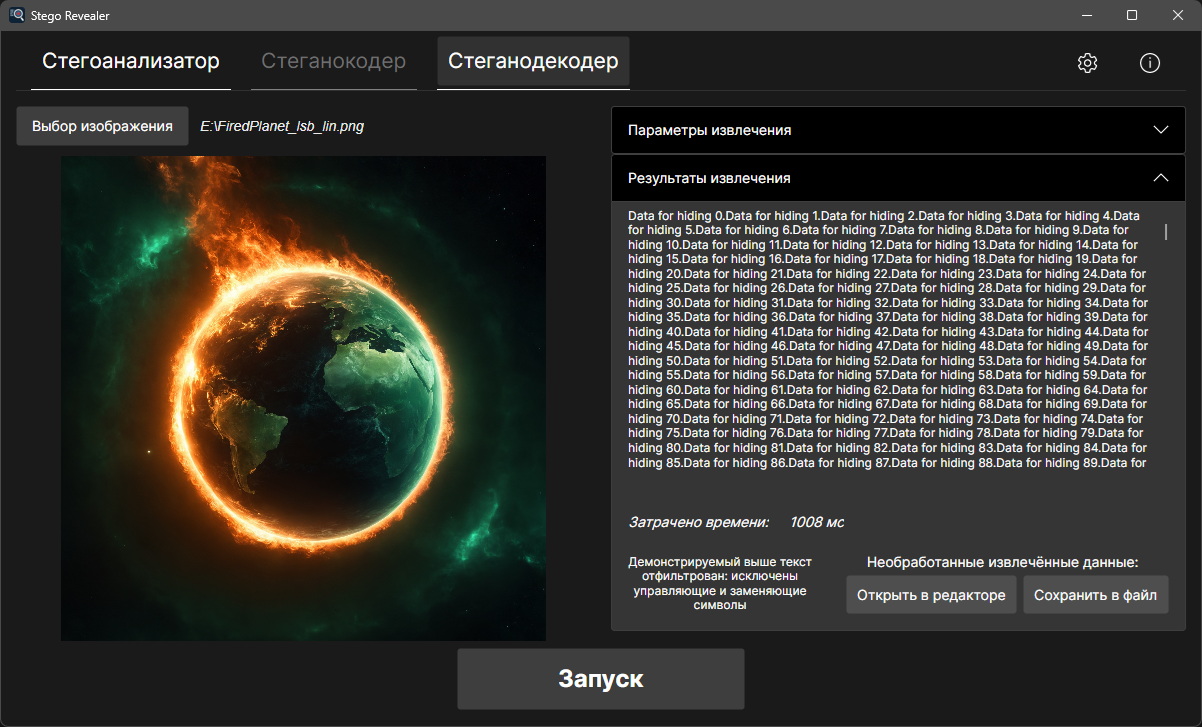 Stego Revealer
Стегоанализатор
Стеганокодер
Стеганодекодер
Выбор изображения
E:\FiredPlanet_lsb_lin.png
Параметры извлечения
Результаты извлечения
Data for hiding 0.Data for hiding 1.Data for hiding 2.Data for hiding 3.Data for hiding 4.Data
for hiding 5.Data for hiding 6.Data for hiding 7.Data for hiding 8.Data for hiding 9.Data for
hiding 10.Data for hiding 11.Data for hiding 12.Data for hiding 13.Data for hiding 14.Data for
hiding 15.Data for hiding 16.Data for hiding 17.Data for hiding 18.Data for hiding 19.Data for
hiding 20.Data for hiding 21.Data for hiding 22.Data for hiding 23.Data for hiding 24.Data for
hiding 25.Data for hiding 26.Data for hiding 27.Data for hiding 28.Data for hiding 29.Data for
hiding 30.Data for hiding 31.Data for hiding 32.Data for hiding 33.Data for hiding 34.Data for
hiding 35.Data for hiding 36.Data for hiding 37.Data for hiding 38.Data for hiding 39.Data for
hiding 40.Data for hiding 41.Data for hiding 42.Data for hiding 43.Data for hiding 44.Data for
hiding 45.Data for hiding 46.Data for hiding 47.Data for hiding 48.Data for hiding 49.Data for
hiding 50.Data for hiding 51.Data for hiding 52.Data for hiding 53.Data for hiding 54.Data for
hiding 55.Data for hiding 56.Data for hiding 57.Data for hiding 58.Data for hiding 59.Data for
hiding 60.Data for hiding 61.Data for hiding 62.Data for hiding 63.Data for hiding 64.Data for
hiding 65.Data for hiding 66.Data for hiding 67.Data for hiding 68.Data for hiding 69.Data for
hiding 70.Data for hiding 71.Data for hiding 72.Data for hiding 73.Data for hiding 74.Data for
hiding 75.Data for hiding 76.Data for hiding 77.Data for hiding 78.Data for hiding 79.Data for
hiding 80.Data for hiding 81.Data for hiding 82.Data for hiding 83.Data for hiding 84.Data for
hiding 85.Data for hiding 86.Data for hiding 87.Data for hiding 88.Data for hiding 89.Data for
Затрачено времени: 1008 мс
Демонстрируемый выше текст
отфильтрован: исключены
управляющие и заменяющие
символы
Необработанные извлечённые данные:
Открыть в редакторе
Сохранить в файл
Запуск